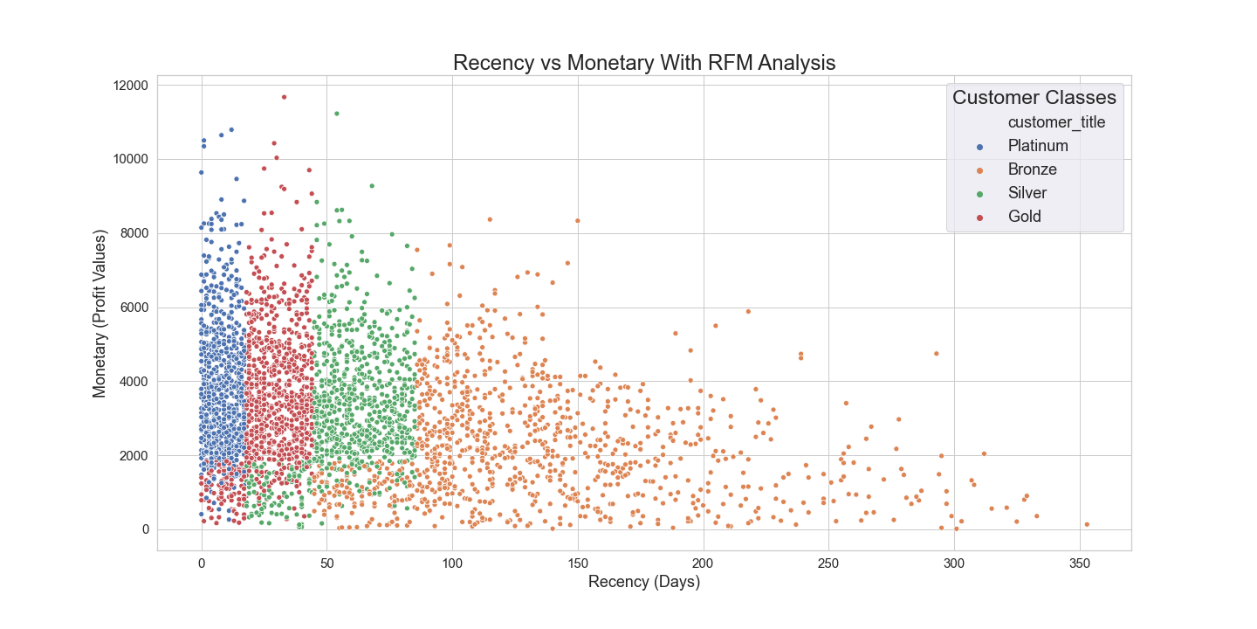 Recency vs Monetary With RFM Analysis
12000
10000
8000
6000
4000
2000
0
Monetary (Profit Values)
Customer Classes
customer_title
Platinum
Bronze
Silver
Gold
0 50 100 150 200 250 300 350
Recency (Days)